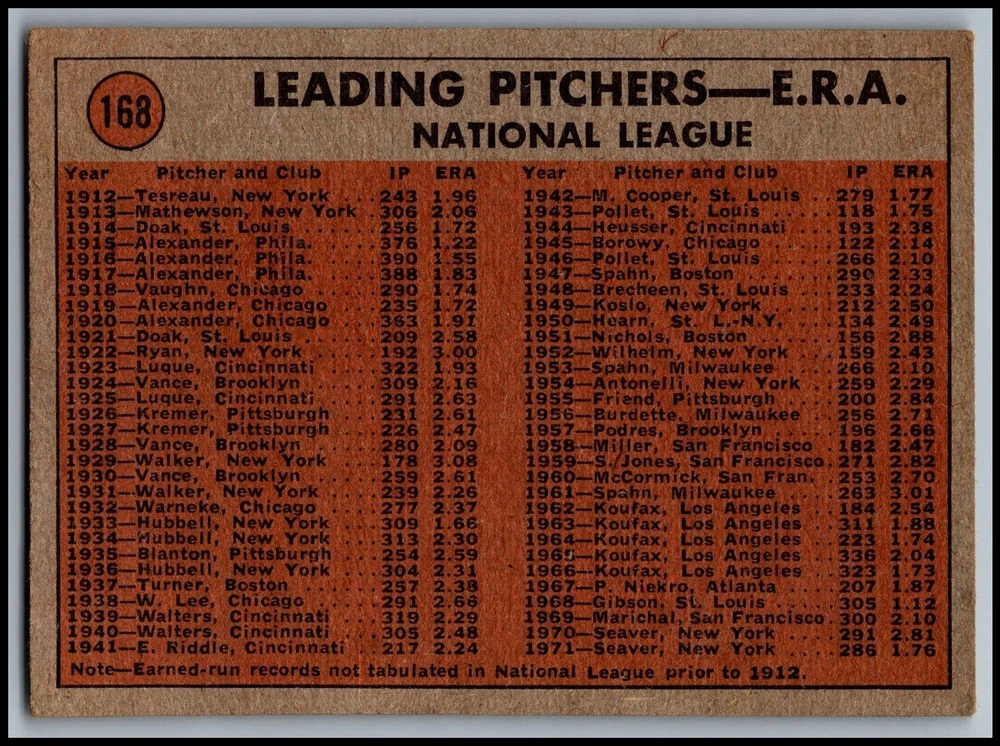 168
LEADING PITCHERS—E.R.A.
NATIONAL LEAGUE
Year Pitcher and Club IP ERA
1912—Tesreau, New York . . . 243 1.96
1913—Mathewson, New York . 306 2.06
1914—Doak, St. Louis . . . . . 256 1.72
1915—Alexander, Phila. . . . . 376 1.22
1916—Alexander, Phila. . . . . 390 1.55
1917—Alexander, Phila. . . . . 388 1.83
1918—Vaughn, Chicago . . . . 290 1.74
1919—Alexander, Chicago . . . 235 1.72
1920—Alexander, Chicago . . . 363 1.91
1921—Doak, St. Louis . . . . . 209 2.58
1922—Ryan, New York . . . . . 192 3.00
1923—Luque, Cincinnati . . . . 322 1.93
1924—Vance, Brooklyn . . . . . 309 2.16
1925—Luque, Cincinnati . . . . 291 2.63
1926—Kremer, Pittsburgh . . . 231 2.61
1927—Kremer, Pittsburgh . . . 226 2.47
1928—Vance, Brooklyn . . . . . 280 2.09
1929—Walker, New York . . . . 178 3.08
1930—Vance, Brooklyn . . . . . 259 2.61
1931—Walker, New York . . . . 239 2.26
1932—Warneke, Chicago . . . . 277 2.37
1933—Hubbell, New York . . . 309 1.66
1934—Hubbell, New York . . . 313 2.30
1935—Blanton, Pittsburgh . . . 254 2.59
1936—Hubbell, New York . . . 304 2.31
1937—Turner, Boston . . . . . 257 2.38
1938—W. Lee, Chicago . . . . . 291 2.66
1939—Walters, Cincinnati . . . 319 2.29
1940—Walters, Cincinnati . . . 305 2.48
1941—E. Riddle, Cincinnati . . 217 2.24
Year Pitcher and Club IP ERA
1942—M. Cooper, St. Louis . . 279 1.77
1943—Pollet, St. Louis . . . . . 118 1.75
1944—Heusser, Cincinnati . . . 193 2.38
1945—Borowy, Chicago . . . . . 122 2.14
1946—Pollet, St. Louis . . . . . 266 2.10
1947—Spahn, Boston . . . . . . 290 2.33
1948—Brecheen, St. Louis . . . 233 2.24
1949—Koslo, New York . . . . . 212 2.50
1950—Hearn, St. L.-N.Y. . . . . 134 2.49
1951—Nichols, Boston . . . . . 156 2.88
1952—Wilhelm, New York . . . 159 2.43
1953—Spahn, Milwaukee . . . . 266 2.10
1954—Antonelli, New York . . . 259 2.29
1955—Friend, Pittsburgh . . . . 200 2.84
1956—Burdette, Milwaukee . . 256 2.71
1957—Podres, Brooklyn . . . . 196 2.66
1958—Miller, San Francisco . . 182 2.47
1959—S. Jones, San Francisco. 271 2.82
1960—McCormick, San Fran. . 253 2.70
1961—Spahn, Milwaukee . . . . 263 3.01
1962—Koufax, Los Angeles . . 184 2.54
1963—Koufax, Los Angeles . . 311 1.88
1964—Koufax, Los Angeles . . 223 1.74
1965—Koufax, Los Angeles . . 336 2.04
1966—Koufax, Los Angeles . . 323 1.73
1967—P. Niekro, Atlanta . . . . 207 1.87
1968—Gibson, St. Louis . . . . 305 1.12
1969—Marichal, San Francisco 300 2.10
1970—Seaver, New York . . . . 291 2.81
1971—Seaver, New York . . . . 286 1.76
Note—Earned-run records not tabulated in National League prior to 1912.